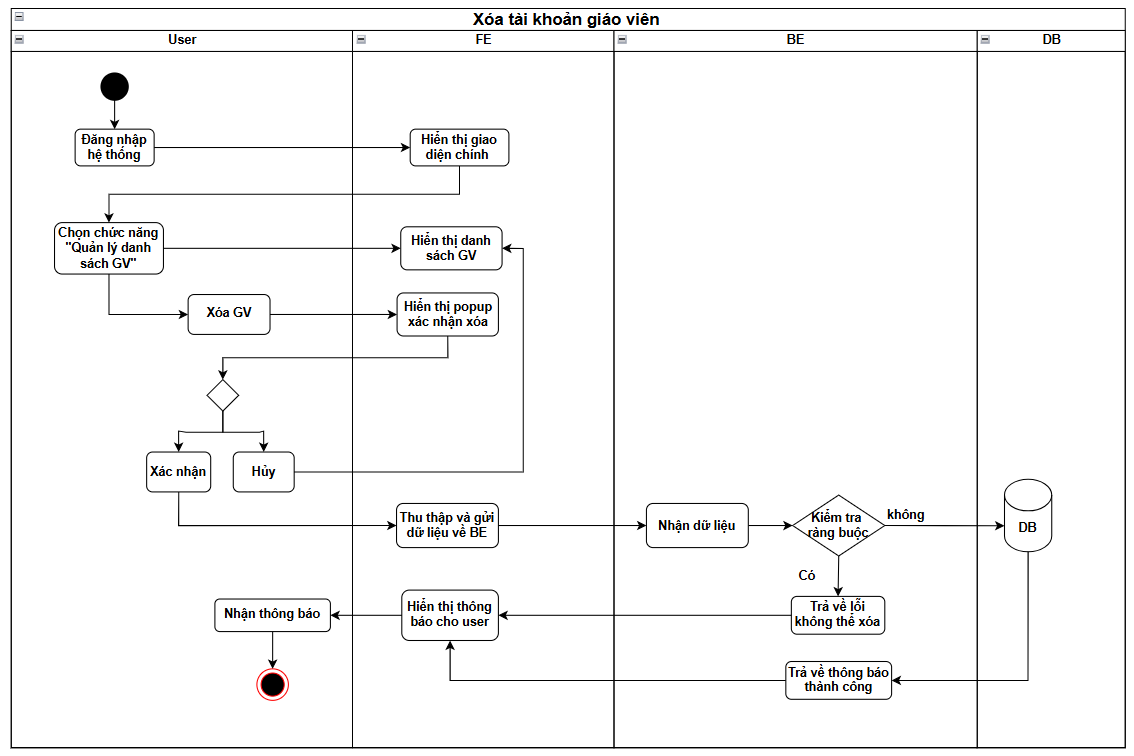 Xóa tài khoản giáo viên
User
FE
BE
DB
Đăng nhập
hệ thống
Hiển thị giao
diện chính
Chọn chức năng
"Quản lý danh
sách GV"
Hiển thị danh
sách GV
Xóa GV
Hiển thị popup
xác nhận xóa
Xác nhận
Hủy
Thu thập và gửi
dữ liệu về BE
Nhận dữ liệu
Kiểm tra
ràng buộc
không
DB
Có
Nhận thông báo
Hiển thị thông
báo cho user
Trả về lỗi
không thể xóa
Trả về thông báo
thành công